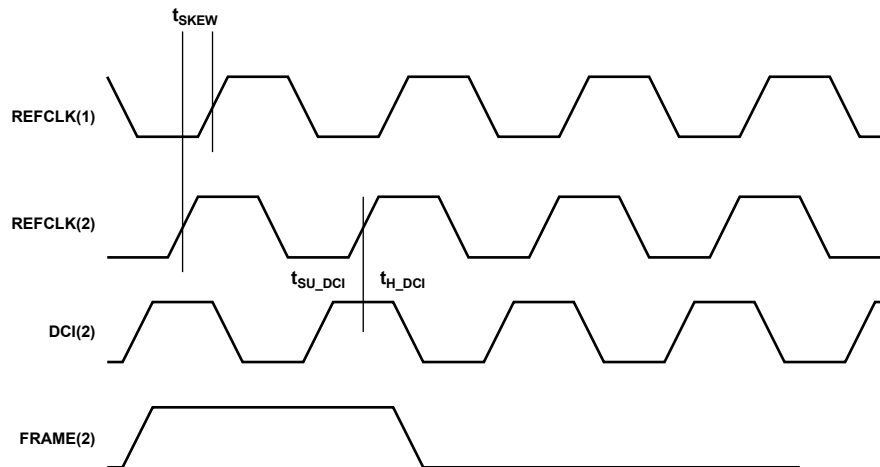 tSKEW
REFCLK(1)
REFCLK(2)
tSU_DCI tH_DCI
DCI(2)
FRAME(2)